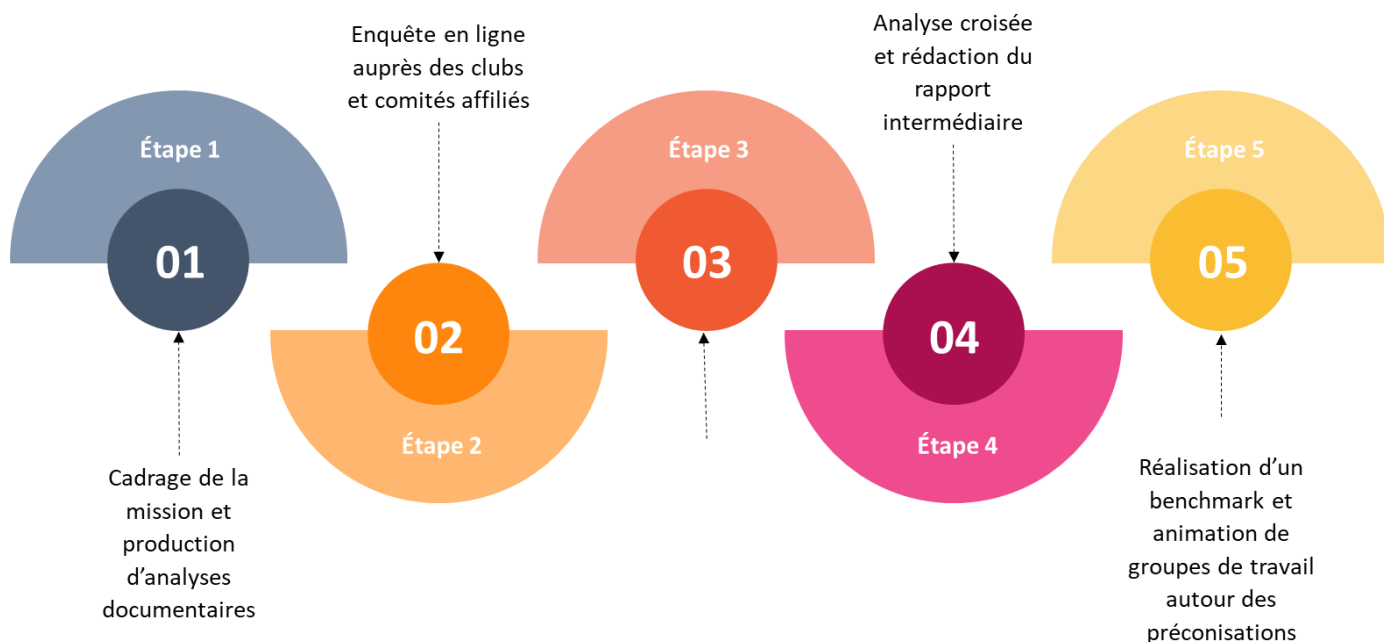 Étape 1
01
Cadrage de la
mission et
production
d’analyses
documentaires
Enquête en ligne
auprès des clubs
et comités affiliés
02
Étape 2
Étape 3
03
Analyse croisée
et rédaction du
rapport
intermédiaire
04
Étape 4
Étape 5
05
Réalisation d’un
benchmark et
animation de
groupes de travail
autour des
préconisations